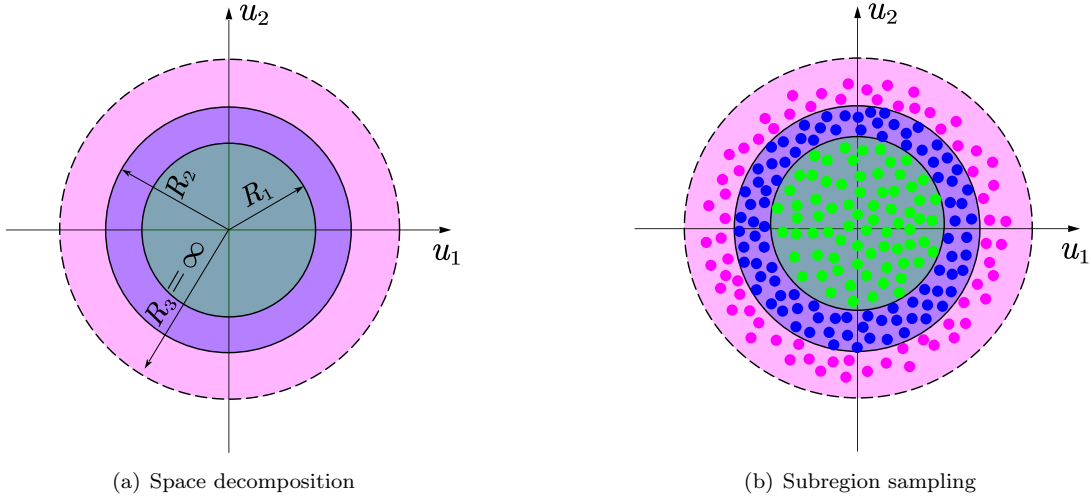 u₂
R₂
R₁
R₃ = ∞
u₁
(a) Space decomposition
u₂
u₁
(b) Subregion sampling